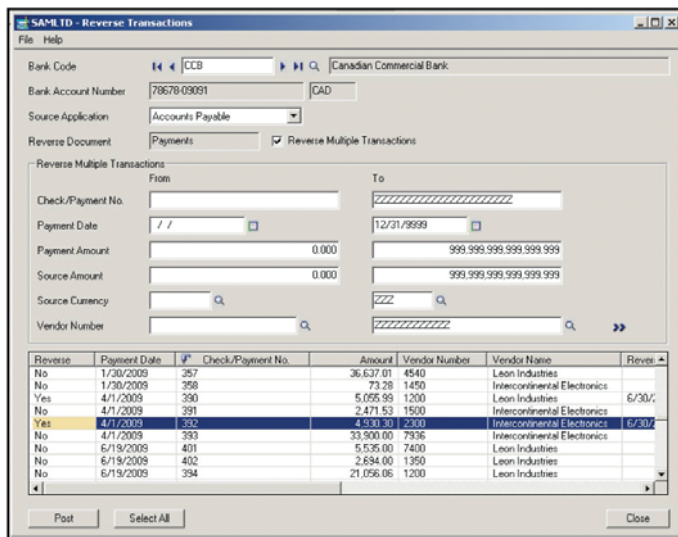 SAMLTD - Reverse Transactions
File Help
Bank Code CCB Canadian Commercial Bank
Bank Account Number 78678-09091 CAD
Source Application Accounts Payable
Reverse Document Payments Reverse Multiple Transactions
Reverse Multiple Transactions
From To
Check/Payment No. ZZZZZZZZZZZZZZZZZZZZZZZZ
Payment Date / / 12/31/9999
Payment Amount 0.000 999,999,999,999,999.999
Source Amount 0.000 999,999,999,999,999.999
Source Currency ZZZ
Vendor Number ZZZZZZZZZZZZ
Reverse Payment Date Check/Payment No. Amount Vendor Number Vendor Name Rever
No 1/30/2009 357 36,637.01 4540 Leon Industries
No 1/30/2009 358 73.28 1450 Intercontinental Electronics
Yes 4/1/2009 390 5,055.99 1200 Leon Industries 6/30/2
No 4/1/2009 391 2,471.53 1500 Intercontinental Electronics
Yes 4/1/2009 392 4,930.30 2300 Intercontinental Electronics 6/30/2
No 4/1/2009 393 33,900.00 7936 Intercontinental Electronics
No 6/19/2009 401 5,535.00 7400 Leon Industries
No 6/19/2009 402 2,694.00 1350 Leon Industries
No 6/19/2009 394 21,056.06 1200 Leon Industries
Post Select All Close